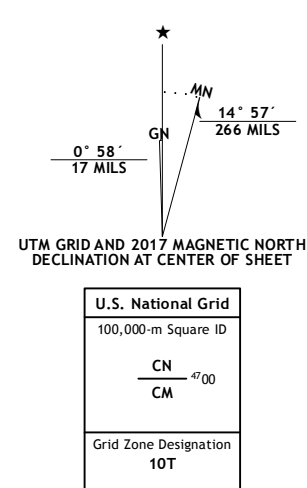 ★
MN
14° 57´
266 MILS
GN
0° 58´
17 MILS
UTM GRID AND 2017 MAGNETIC NORTH
DECLINATION AT CENTER OF SHEET
U.S. National Grid
100,000-m Square ID
CN
4700
CM
Grid Zone Designation
10T